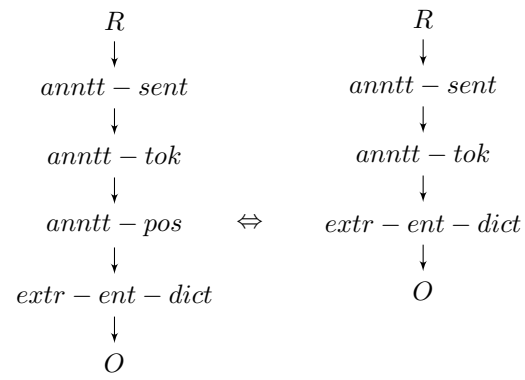 R
anntt − sent
anntt − tok
anntt − pos
extr − ent − dict
O
⇔
R
anntt − sent
anntt − tok
extr − ent − dict
O